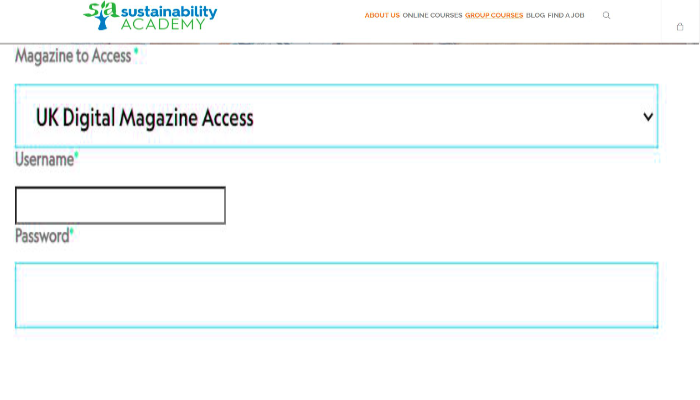 sa sustainability
ACADEMY
ABOUT US ONLINE COURSES GROUP COURSES BLOG FIND A JOB
Magazine to Access *
UK Digital Magazine Access
Username*
Password*